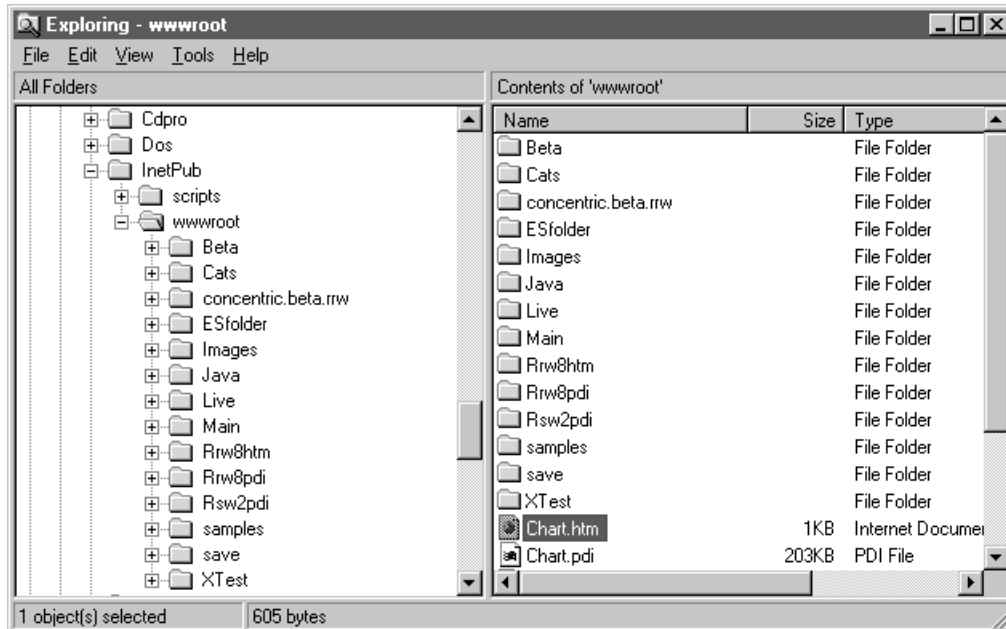 Exploring - wwwroot
File Edit View Tools Help
All Folders
Contents of 'wwwroot'
Cdpro
Dos
InetPub
scripts
wwwroot
Beta
Cats
concentric.beta.rrw
ESfolder
Images
Java
Live
Main
Rrw8htm
Rrw8pdi
Rsw2pdi
samples
save
XTest
Name Size Type
Beta File Folder
Cats File Folder
concentric.beta.rrw File Folder
ESfolder File Folder
Images File Folder
Java File Folder
Live File Folder
Main File Folder
Rrw8htm File Folder
Rrw8pdi File Folder
Rsw2pdi File Folder
samples File Folder
save File Folder
XTest File Folder
Chart.htm 1KB Internet Documer
Chart.pdi 203KB PDI File
1 object(s) selected 605 bytes